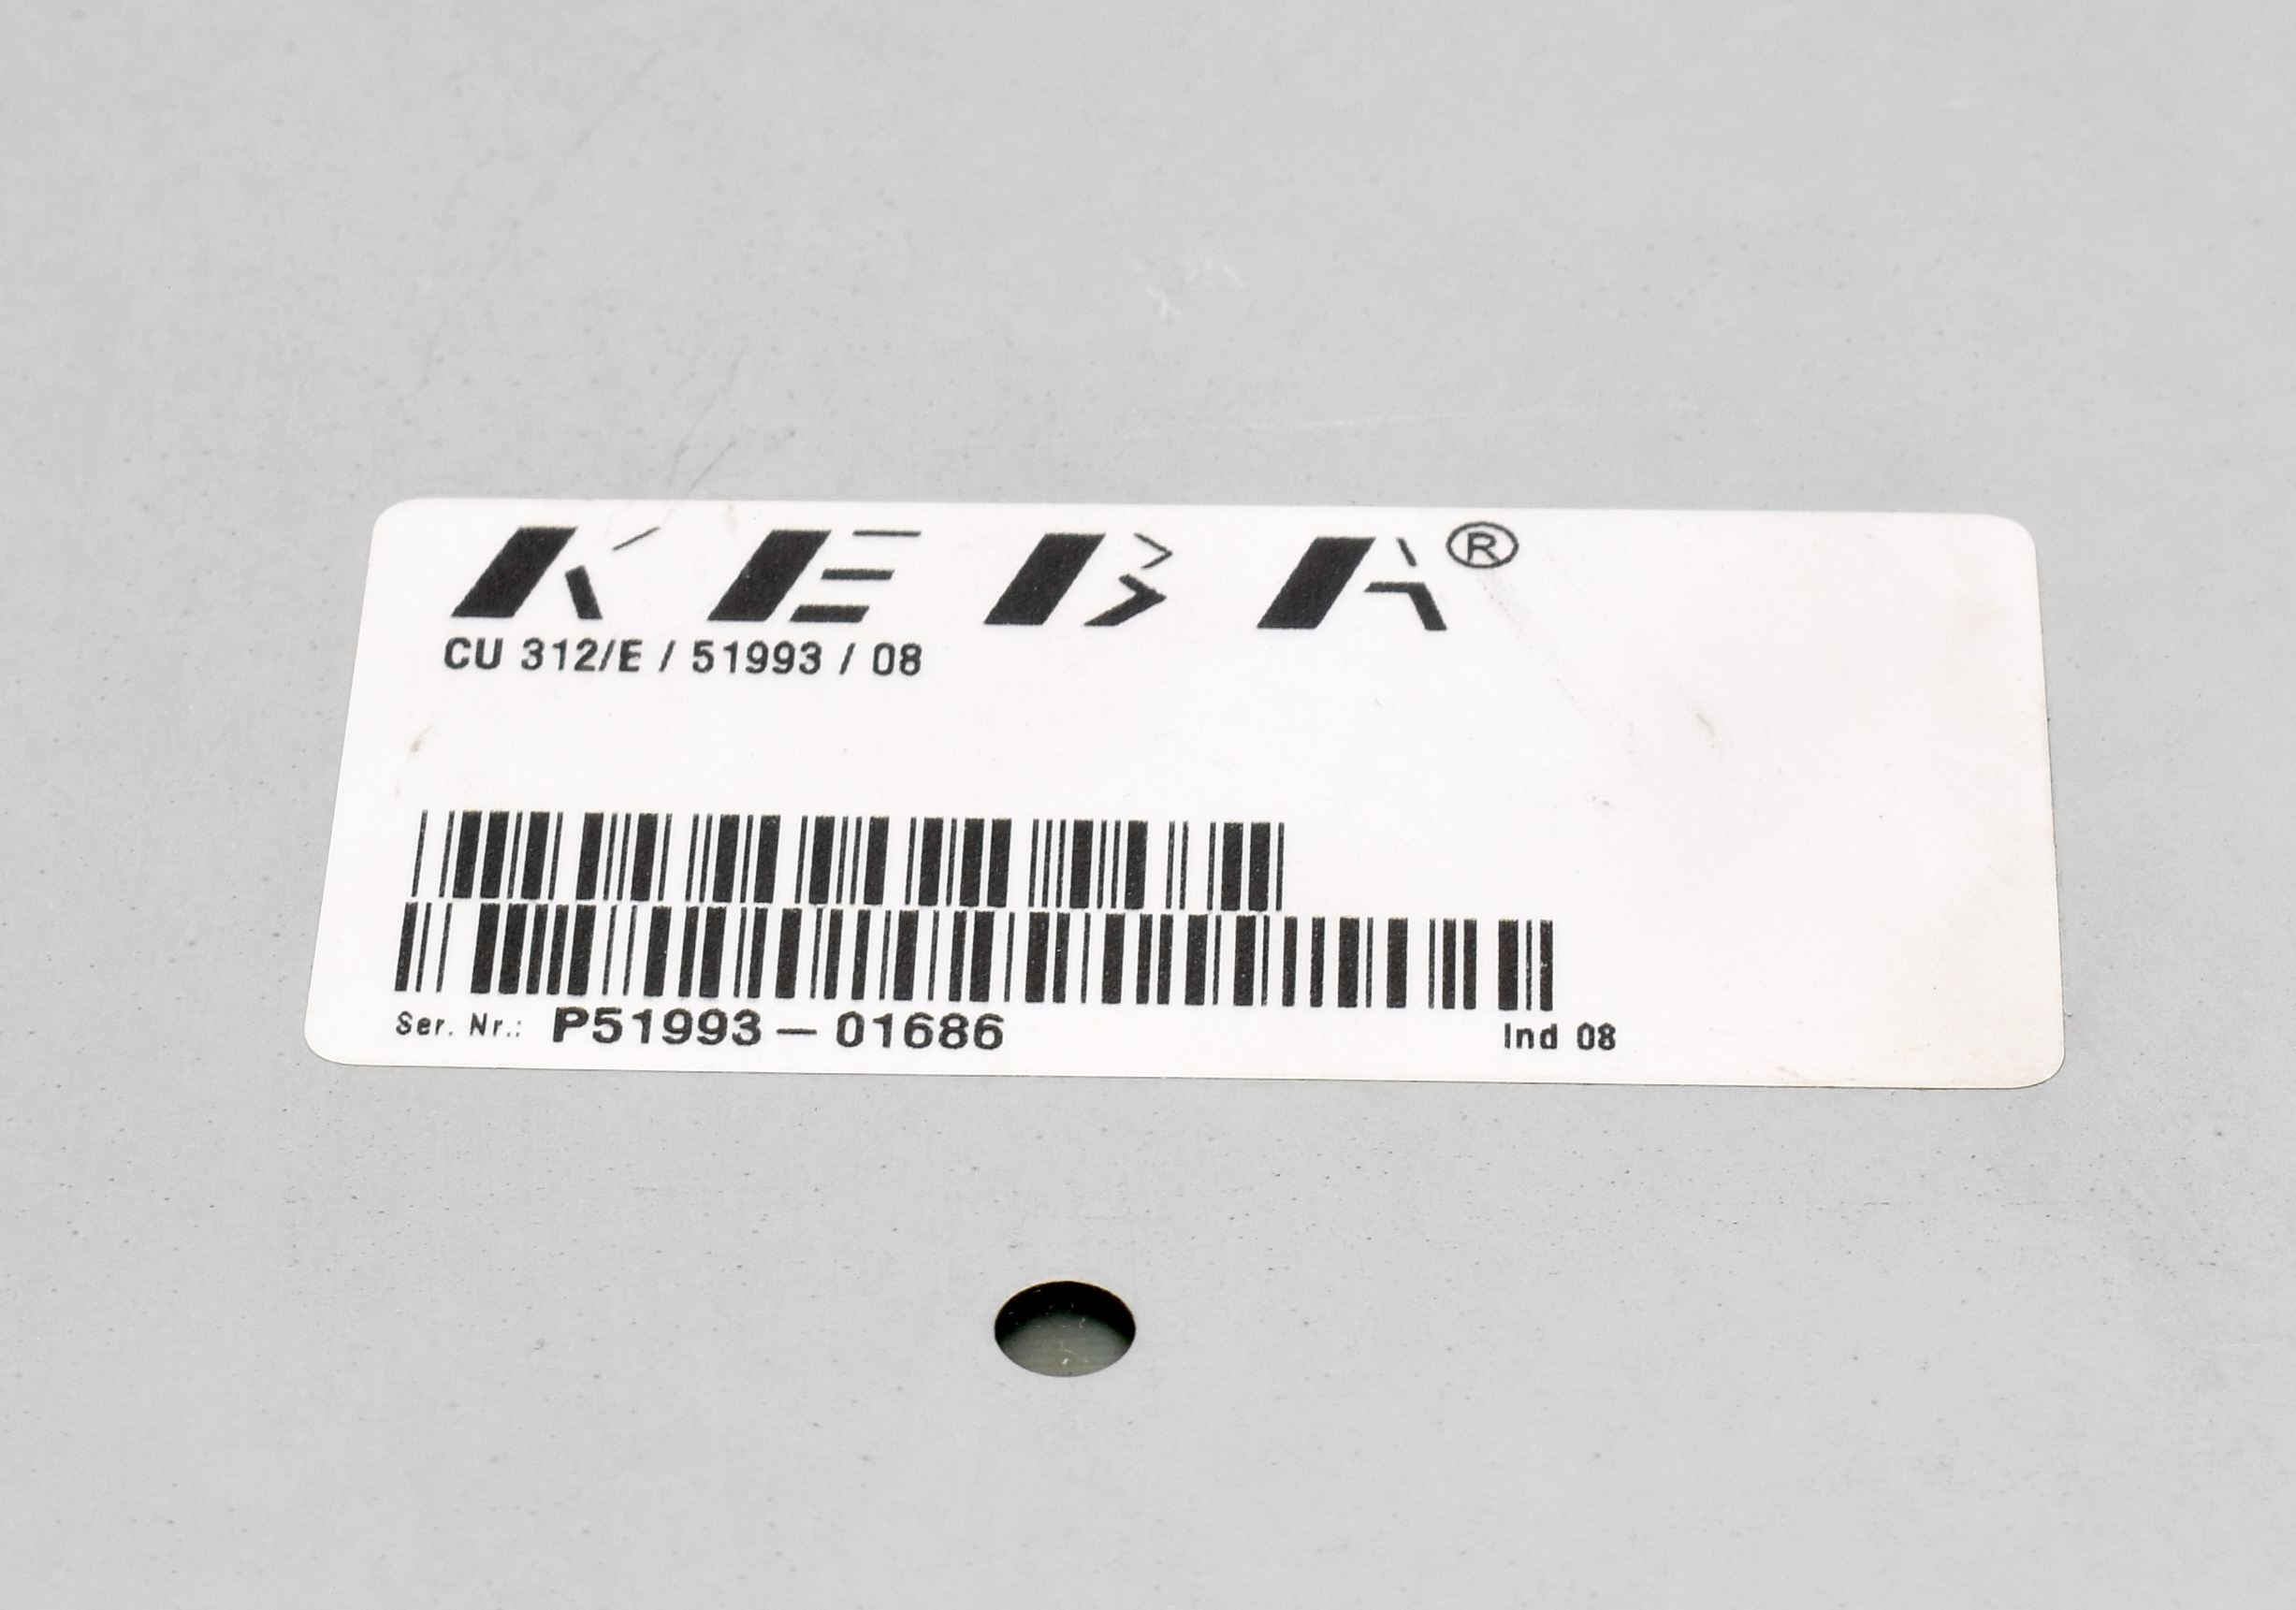 KEBA®
CU 312/E / 51993 / 08
Ser. Nr.: P51993-01686 Ind 08